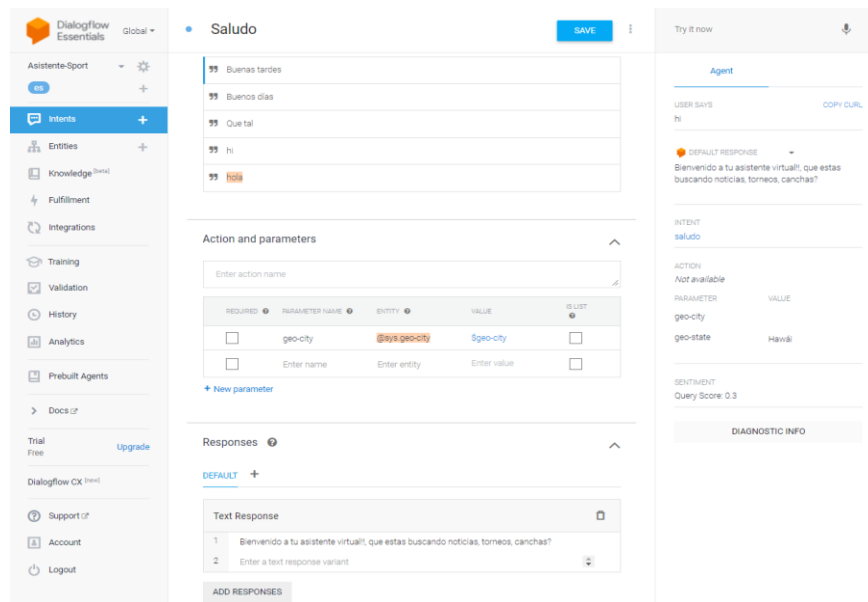 Dialogflow
Essentials
Global
Saludo
SAVE
Try it now
Asistente-Sport
es
Intents
Entities
Knowledge [beta]
Fulfillment
Integrations
Training
Validation
History
Analytics
Prebuilt Agents
Docs
Trial
Free
Upgrade
Dialogflow CX [new]
Support
Account
Logout
Buenas tardes
Buenos días
Que tal
hi
hola
Action and parameters
Enter action name
REQUIRED PARAMETER NAME ENTITY VALUE IS LIST
geo-city @sys.geo-city $geo-city
Enter name Enter entity Enter value
+ New parameter
Responses
DEFAULT +
Text Response
1 Bienvenido a tu asistente virtual!!, que estas buscando noticias, torneos, canchas?
2 Enter a text response variant
ADD RESPONSES
Agent
USER SAYS COPY CURL
hi
DEFAULT RESPONSE
Bienvenido a tu asistente virtual!!, que estas
buscando noticias, torneos, canchas?
INTENT
saludo
ACTION
Not available
PARAMETER VALUE
geo-city
geo-state Hawái
SENTIMENT
Query Score: 0.3
DIAGNOSTIC INFO